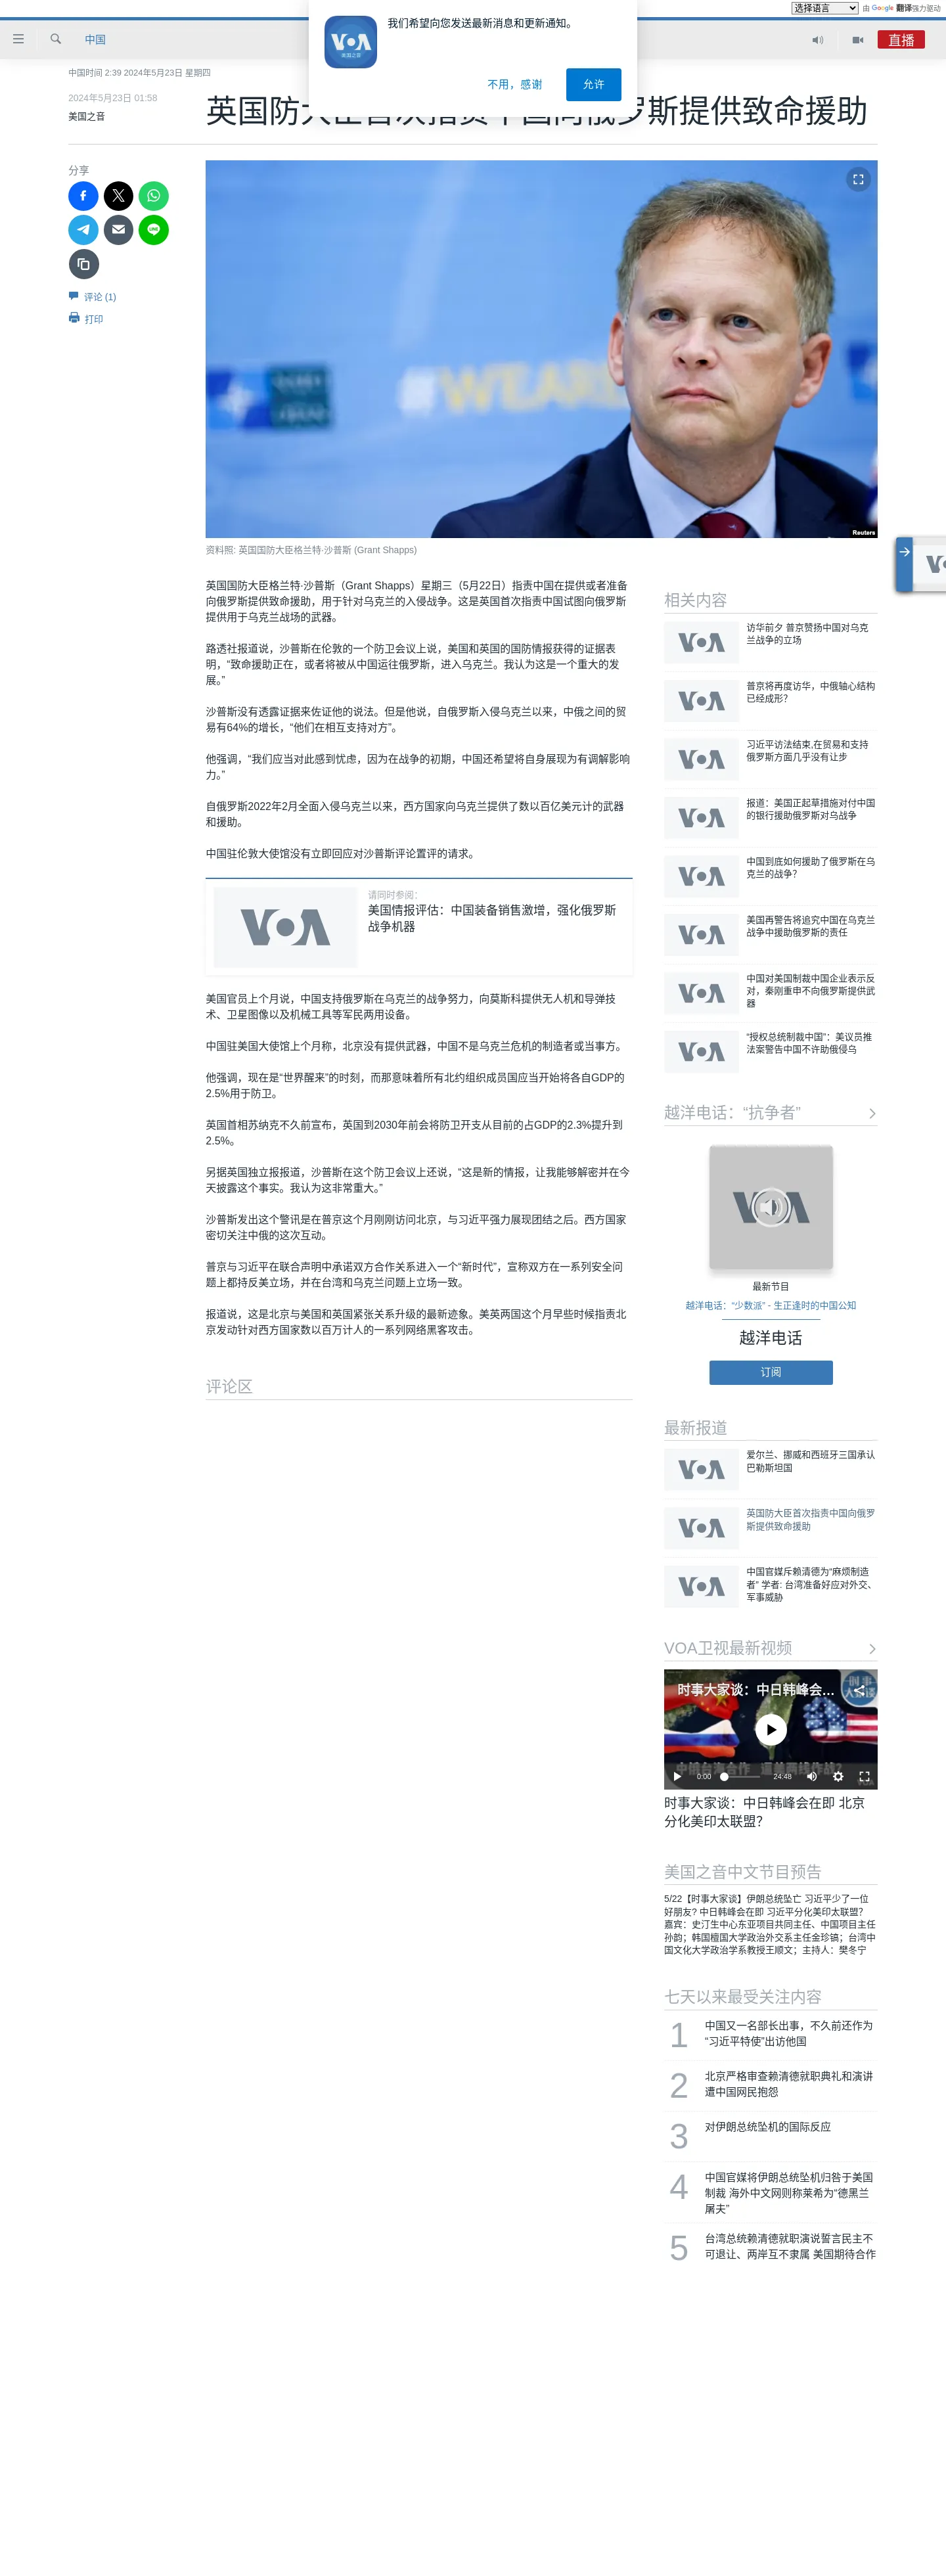 选择语言
由 Google 翻译强力驱动
我们希望向您发送最新消息和更新通知。
不用，感谢
允许
中国
直播
中国时间 2:39 2024年5月23日 星期四
2024年5月23日 01:58
美国之音
英国防大臣首次指责中国向俄罗斯提供致命援助
分享
评论 (1)
打印
Reuters
资料照: 英国国防大臣格兰特·沙普斯 (Grant Shapps)
英国国防大臣格兰特·沙普斯（Grant Shapps）星期三（5月22日）指责中国在提供或者准备
向俄罗斯提供致命援助，用于针对乌克兰的入侵战争。这是英国首次指责中国试图向俄罗斯
提供用于乌克兰战场的武器。
路透社报道说，沙普斯在伦敦的一个防卫会议上说，美国和英国的国防情报获得的证据表
明，“致命援助正在，或者将被从中国运往俄罗斯，进入乌克兰。我认为这是一个重大的发
展。”
沙普斯没有透露证据来佐证他的说法。但是他说，自俄罗斯入侵乌克兰以来，中俄之间的贸
易有64%的增长，“他们在相互支持对方”。
他强调，“我们应当对此感到忧虑，因为在战争的初期，中国还希望将自身展现为有调解影响
力。”
自俄罗斯2022年2月全面入侵乌克兰以来，西方国家向乌克兰提供了数以百亿美元计的武器
和援助。
中国驻伦敦大使馆没有立即回应对沙普斯评论置评的请求。
请同时参阅：
美国情报评估：中国装备销售激增，强化俄罗斯
战争机器
美国官员上个月说，中国支持俄罗斯在乌克兰的战争努力，向莫斯科提供无人机和导弹技
术、卫星图像以及机械工具等军民两用设备。
中国驻美国大使馆上个月称，北京没有提供武器，中国不是乌克兰危机的制造者或当事方。
他强调，现在是“世界醒来”的时刻，而那意味着所有北约组织成员国应当开始将各自GDP的
2.5%用于防卫。
英国首相苏纳克不久前宣布，英国到2030年前会将防卫开支从目前的占GDP的2.3%提升到
2.5%。
另据英国独立报报道，沙普斯在这个防卫会议上还说，“这是新的情报，让我能够解密并在今
天披露这个事实。我认为这非常重大。”
沙普斯发出这个警讯是在普京这个月刚刚访问北京，与习近平强力展现团结之后。西方国家
密切关注中俄的这次互动。
普京与习近平在联合声明中承诺双方合作关系进入一个“新时代”，宣称双方在一系列安全问
题上都持反美立场，并在台湾和乌克兰问题上立场一致。
报道说，这是北京与美国和英国紧张关系升级的最新迹象。美英两国这个月早些时候指责北
京发动针对西方国家数以百万计人的一系列网络黑客攻击。
评论区
相关内容
访华前夕 普京赞扬中国对乌克
兰战争的立场
普京将再度访华，中俄轴心结构
已经成形？
习近平访法结束,在贸易和支持
俄罗斯方面几乎没有让步
报道：美国正起草措施对付中国
的银行援助俄罗斯对乌战争
中国到底如何援助了俄罗斯在乌
克兰的战争？
美国再警告将追究中国在乌克兰
战争中援助俄罗斯的责任
中国对美国制裁中国企业表示反
对，秦刚重申不向俄罗斯提供武
器
“授权总统制裁中国”：美议员推
法案警告中国不许助俄侵乌
越洋电话：“抗争者”
最新节目
越洋电话：“少数派” - 生正逢时的中国公知
越洋电话
订阅
最新报道
爱尔兰、挪威和西班牙三国承认
巴勒斯坦国
英国防大臣首次指责中国向俄罗
斯提供致命援助
中国官媒斥赖清德为“麻烦制造
者” 学者: 台湾准备好应对外交、
军事威胁
VOA卫视最新视频
时事大家谈：中日韩峰会…
0:00
24:48
时事大家谈：中日韩峰会在即 北京
分化美印太联盟？
美国之音中文节目预告
5/22【时事大家谈】伊朗总统坠亡 习近平少了一位
好朋友? 中日韩峰会在即 习近平分化美印太联盟？
嘉宾：史汀生中心东亚项目共同主任、中国项目主任
孙韵；韩国檀国大学政治外交系主任金珍镐；台湾中
国文化大学政治学系教授王顺文；主持人：樊冬宁
七天以来最受关注内容
1
中国又一名部长出事，不久前还作为
“习近平特使”出访他国
2
北京严格审查赖清德就职典礼和演讲
遭中国网民抱怨
3
对伊朗总统坠机的国际反应
4
中国官媒将伊朗总统坠机归咎于美国
制裁 海外中文网则称莱希为“德黑兰
屠夫”
5
台湾总统赖清德就职演说誓言民主不
可退让、两岸互不隶属 美国期待合作